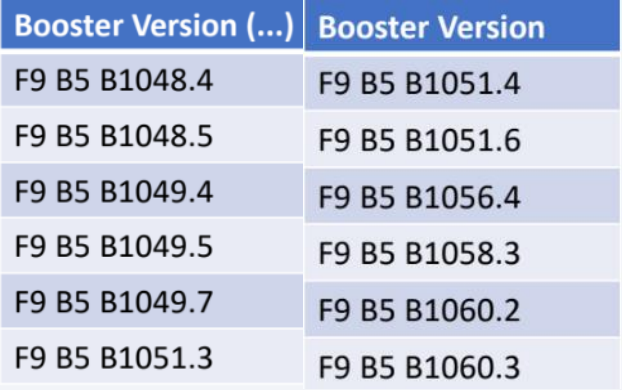 Booster Version (...)
F9 B5 B1048.4
F9 B5 B1048.5
F9 B5 B1049.4
F9 B5 B1049.5
F9 B5 B1049.7
F9 B5 B1051.3
Booster Version
F9 B5 B1051.4
F9 B5 B1051.6
F9 B5 B1056.4
F9 B5 B1058.3
F9 B5 B1060.2
F9 B5 B1060.3